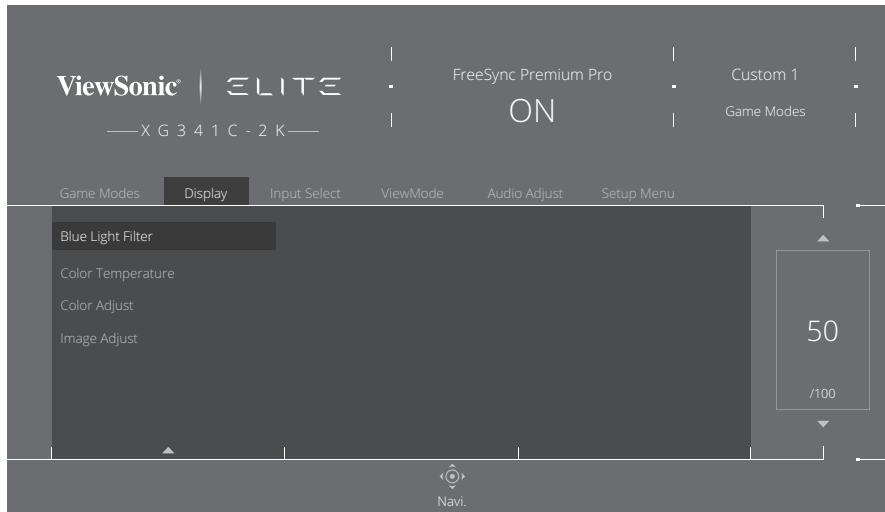 ViewSonic® ELITE
XG341C-2K
FreeSync Premium Pro
ON
Custom 1
Game Modes
Game Modes Display Input Select ViewMode Audio Adjust Setup Menu
Blue Light Filter
Color Temperature
Color Adjust
Image Adjust
50
/100
Navi.